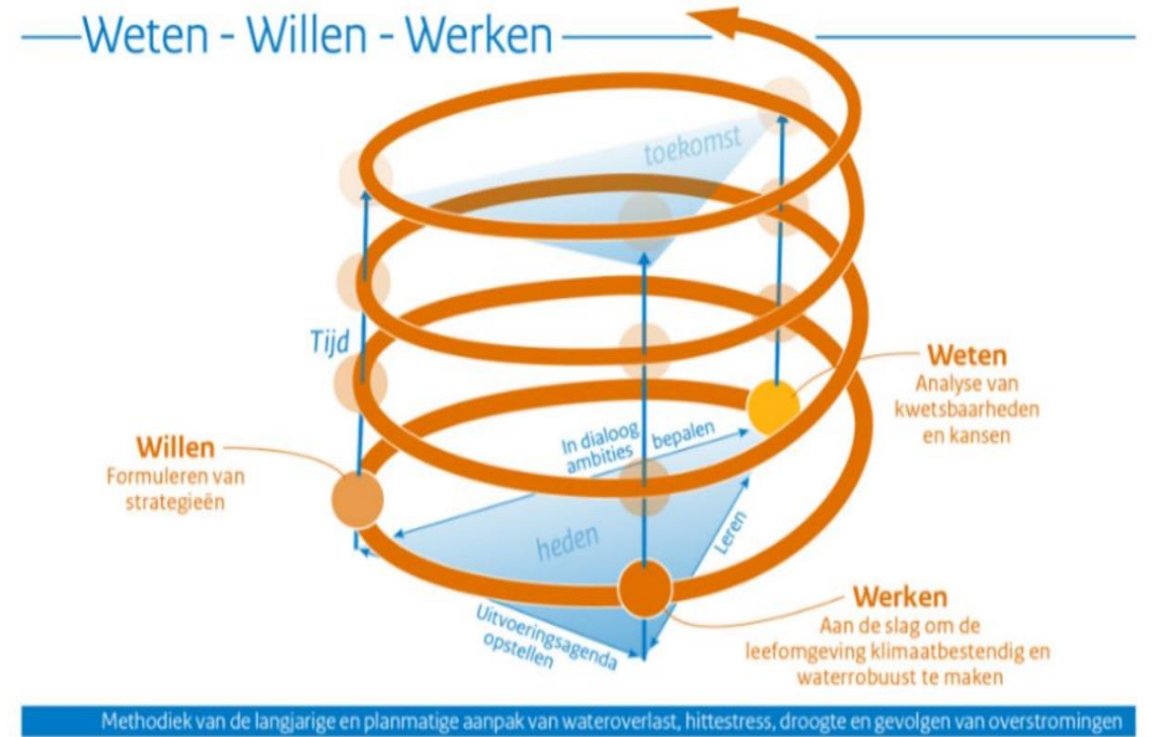 Weten - Willen - Werken
toekomst
Tijd
Weten
Analyse van
kwetsbaarheden
en kansen
In dialoog
ambities
bepalen
Willen
Formuleren van
strategieën
heden
Leren
Werken
Aan de slag om de
leefomgeving klimaatbestendig en
waterrobuust te maken
Uitvoeringsagenda
opstellen
Methodiek van de langjarige en planmatige aanpak van wateroverlast, hittestress, droogte en gevolgen van overstromingen